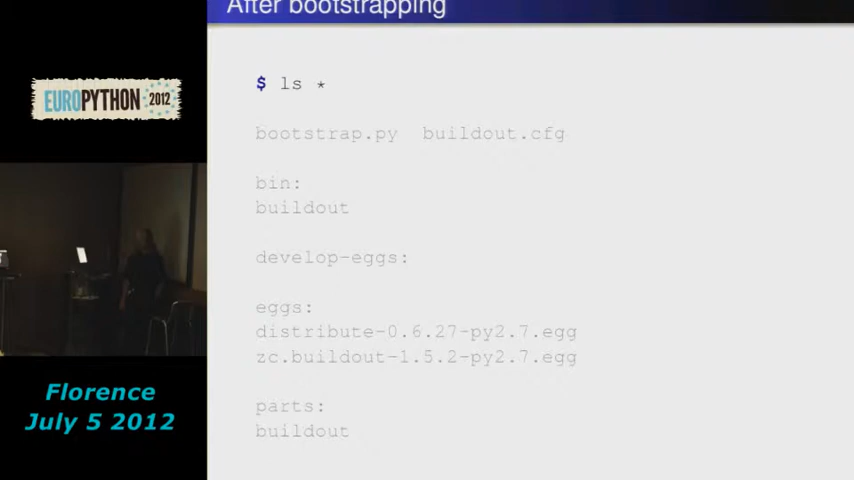 After bootstrapping
EUROPYTHON 2012
$ ls *
bootstrap.py  buildout.cfg
bin:
buildout
develop-eggs:
eggs:
distribute-0.6.27-py2.7.egg
zc.buildout-1.5.2-py2.7.egg
parts:
buildout
Florence
July 5 2012